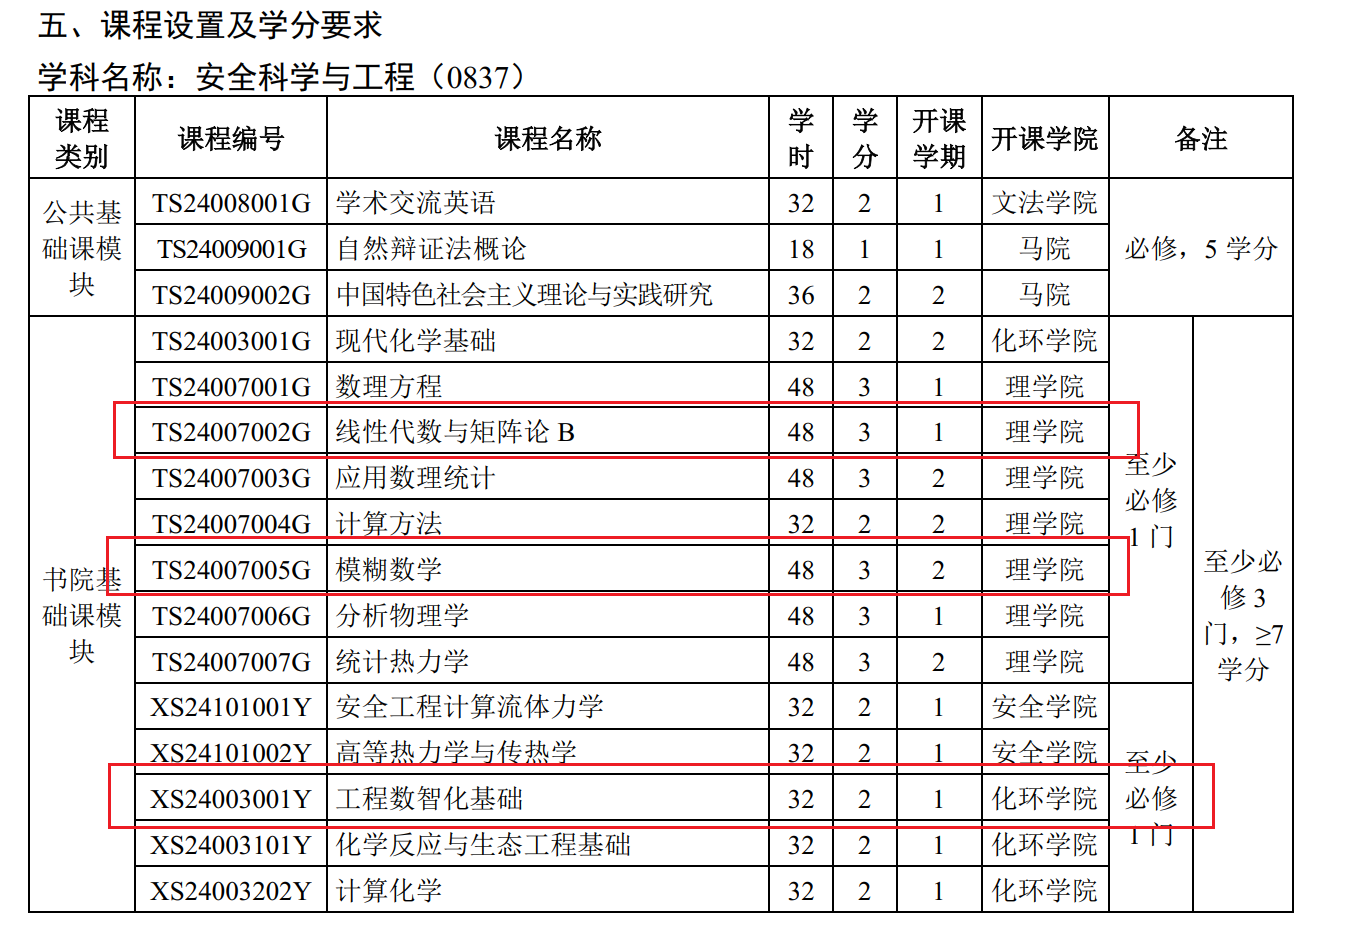 五、课程设置及学分要求
学科名称：安全科学与工程（0837）
课程类别 课程编号 课程名称 学时 学分 开课学期 开课学院 备注
公共基础课模块 TS24008001G 学术交流英语 32 2 1 文法学院 必修，5 学分
TS24009001G 自然辩证法概论 18 1 1 马院
TS24009002G 中国特色社会主义理论与实践研究 36 2 2 马院
书院基础课模块 TS24003001G 现代化学基础 32 2 2 化环学院 至少必修1 门 至少必修 3门，≥7学分
TS24007001G 数理方程 48 3 1 理学院
TS24007002G 线性代数与矩阵论 B 48 3 1 理学院
TS24007003G 应用数理统计 48 3 2 理学院
TS24007004G 计算方法 32 2 2 理学院
TS24007005G 模糊数学 48 3 2 理学院
TS24007006G 分析物理学 48 3 1 理学院
TS24007007G 统计热力学 48 3 2 理学院
XS24101001Y 安全工程计算流体力学 32 2 1 安全学院 至少必修1 门
XS24101002Y 高等热力学与传热学 32 2 1 安全学院
XS24003001Y 工程数智化基础 32 2 1 化环学院
XS24003101Y 化学反应与生态工程基础 32 2 1 化环学院
XS24003202Y 计算化学 32 2 1 化环学院